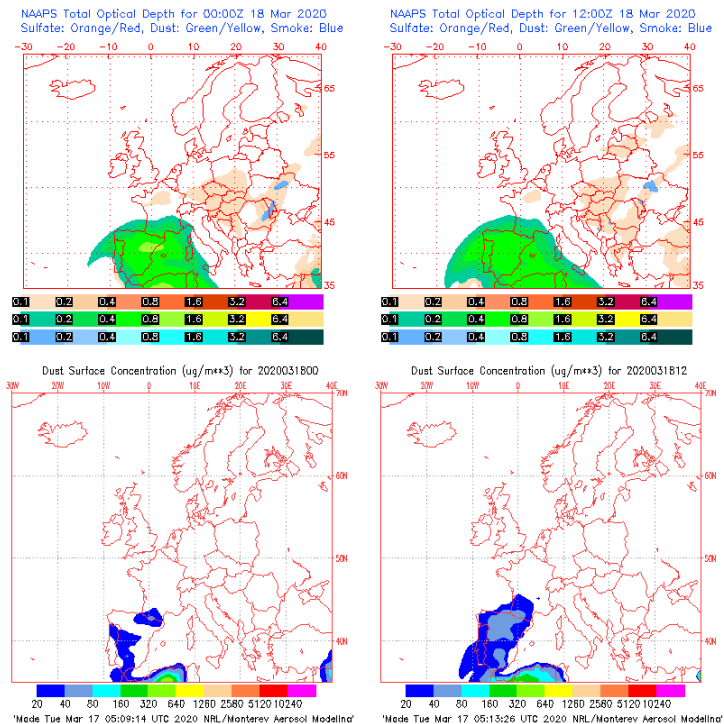 NAAPS Total Optical Depth for 00:00Z 18 Mar 2020
Sulfate: Orange/Red, Dust: Green/Yellow, Smoke: Blue
-30 -20 -10 0 10 20 30 40
65
55
45
35
0.1 0.2 0.4 0.8 1.6 3.2 6.4
0.1 0.2 0.4 0.8 1.6 3.2 6.4
0.1 0.2 0.4 0.8 1.6 3.2 6.4
NAAPS Total Optical Depth for 12:00Z 18 Mar 2020
Sulfate: Orange/Red, Dust: Green/Yellow, Smoke: Blue
-30 -20 -10 0 10 20 30 40
65
55
45
35
0.1 0.2 0.4 0.8 1.6 3.2 6.4
0.1 0.2 0.4 0.8 1.6 3.2 6.4
0.1 0.2 0.4 0.8 1.6 3.2 6.4
Dust Surface Concentration (ug/m**3) for 2020031800
30W 20W 10W 0 10E 20E 30E 40E
70N
60N
50N
40N
20 40 80 160 320 640 1280 2580 5120 10240
'Made Tue Mar 17 05:09:14 UTC 2020 NRL/Monterey Aerosol Modeling'
Dust Surface Concentration (ug/m**3) for 2020031812
30W 20W 10W 0 10E 20E 30E 40E
70N
60N
50N
40N
20 40 80 160 320 640 1280 2580 5120 10240
'Made Tue Mar 17 05:13:26 UTC 2020 NRL/Monterey Aerosol Modeling'